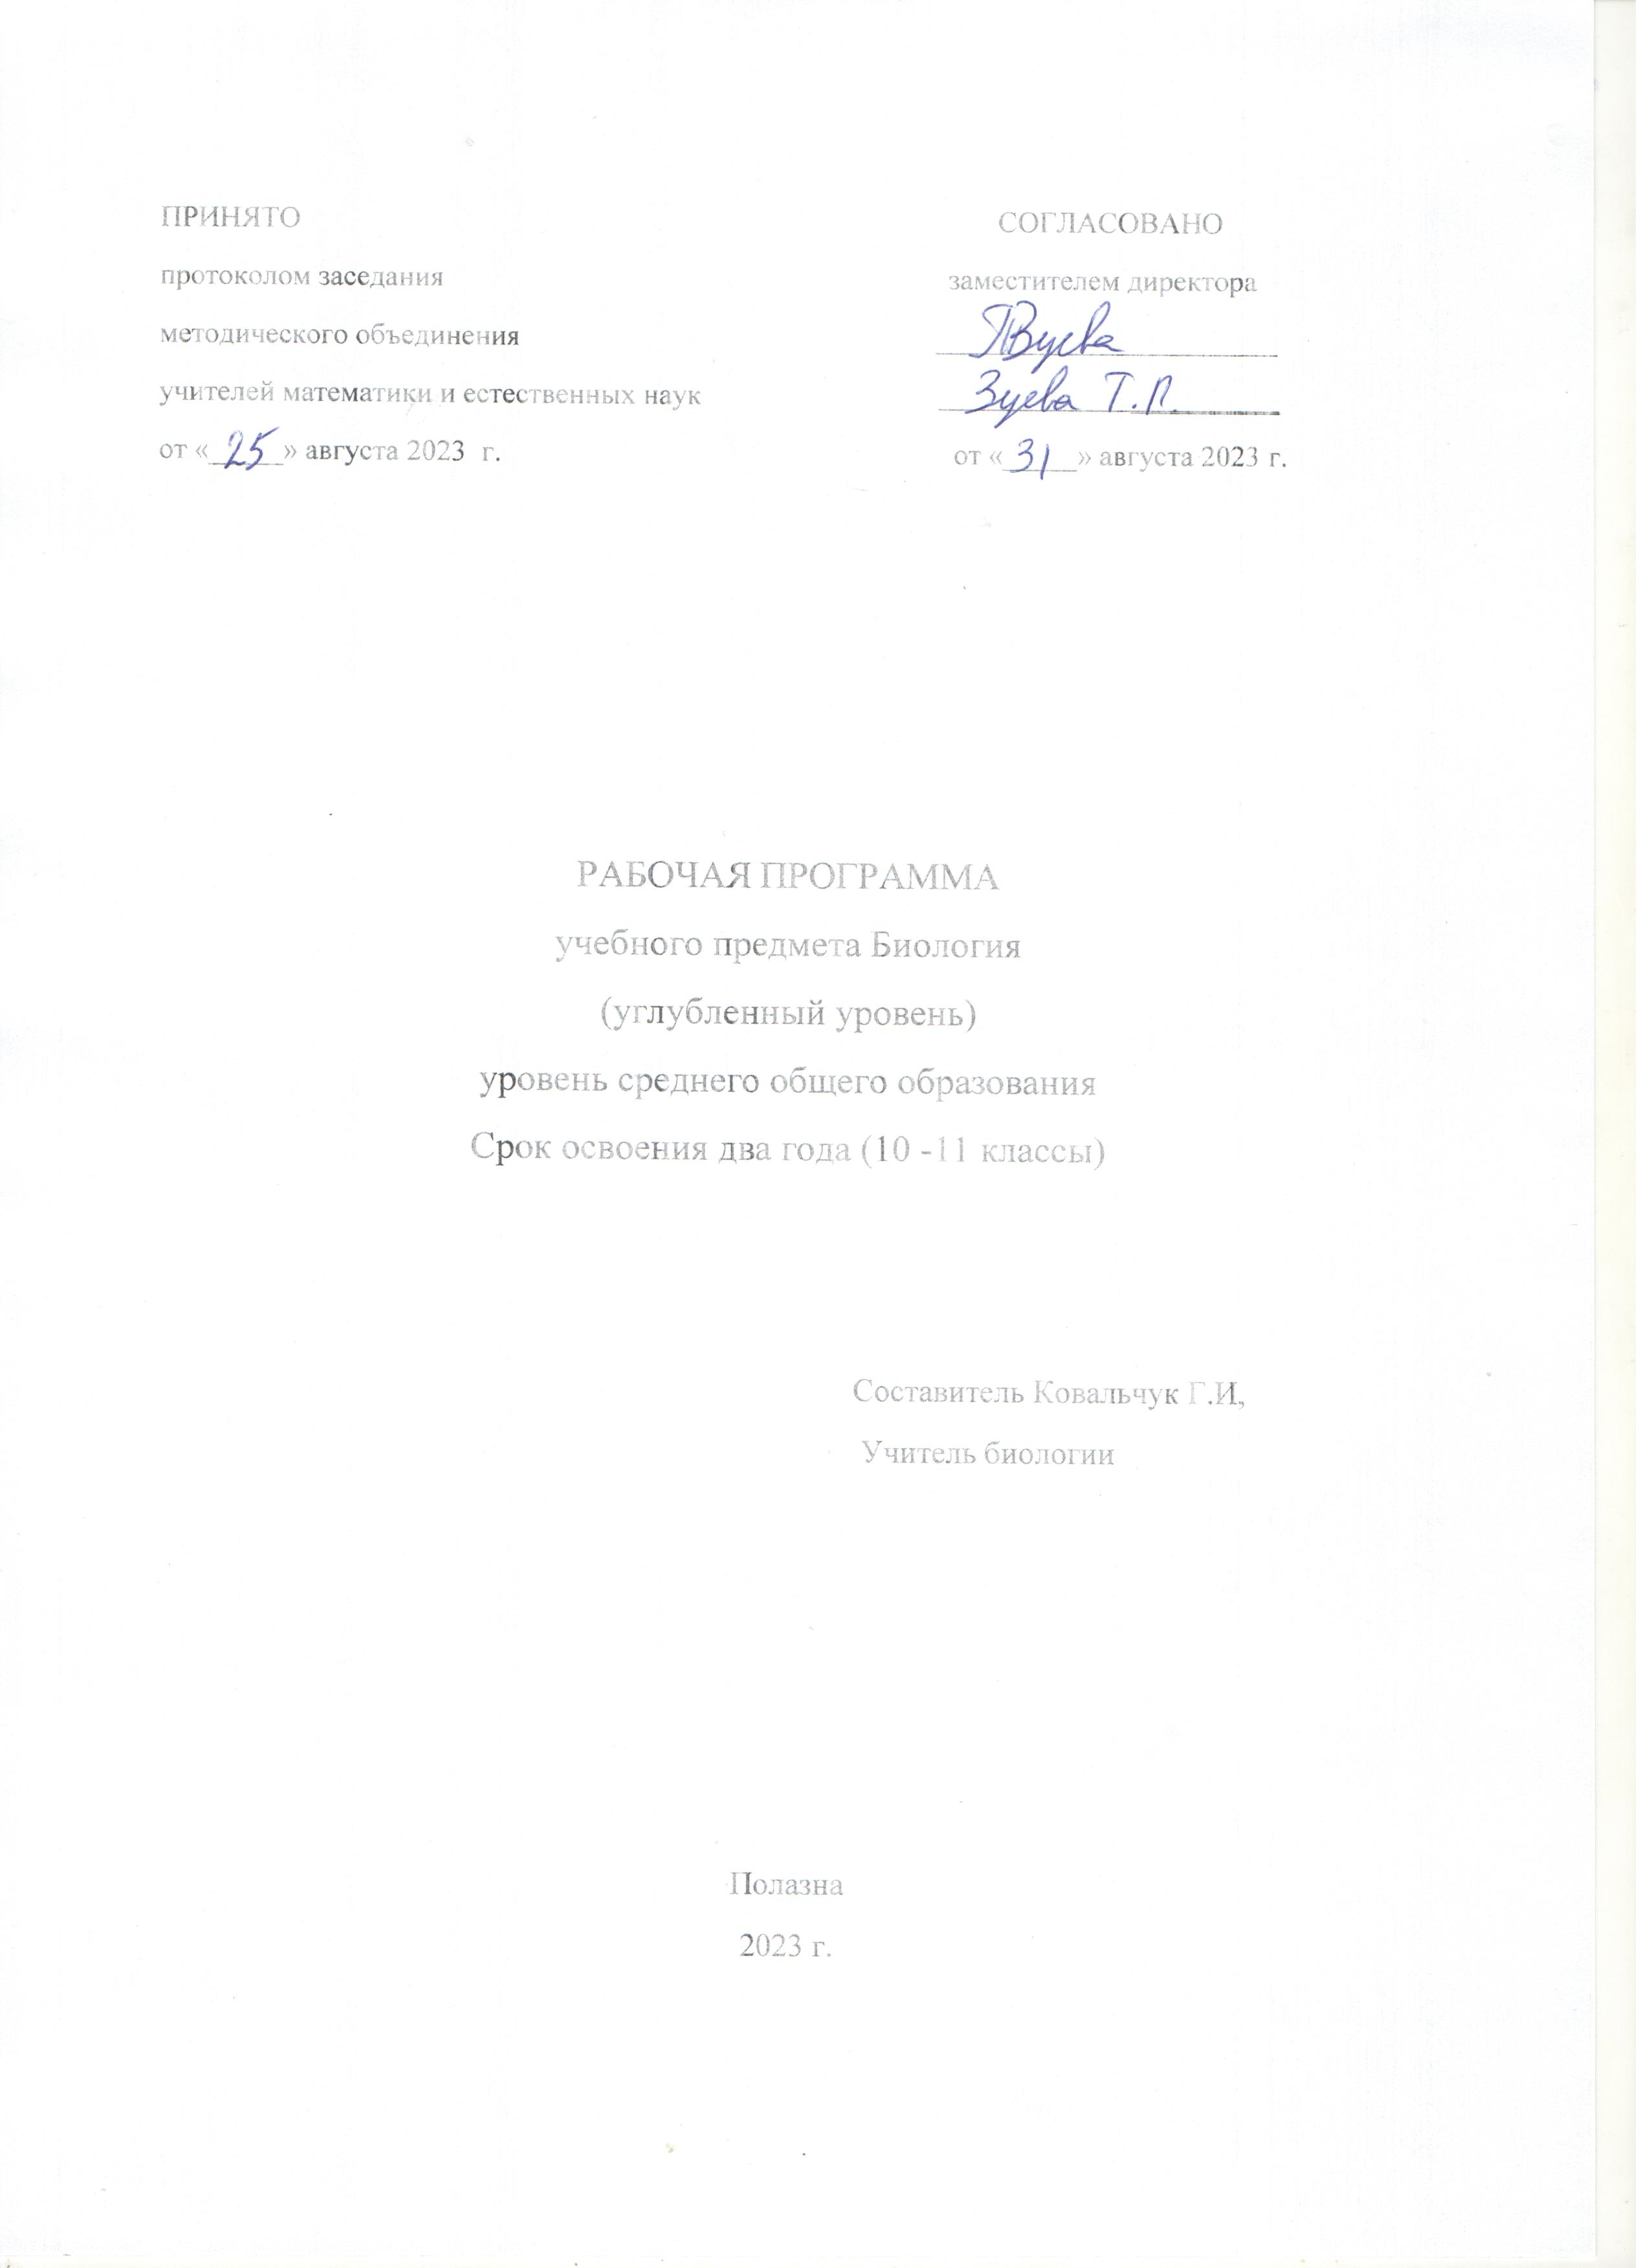 ПРИНЯТО
протоколом заседания
методического объединения
учителей математики и естественных наук
от «25» августа 2023 г.
СОГЛАСОВАНО
заместителем директора
Зуева Т.П.
от «31» августа 2023 г.
РАБОЧАЯ ПРОГРАММА
учебного предмета Биология
(углубленный уровень)
уровень среднего общего образования
Срок освоения два года (10 -11 классы)
Составитель Ковальчук Г.И,
Учитель биологии
Полазна
2023 г.